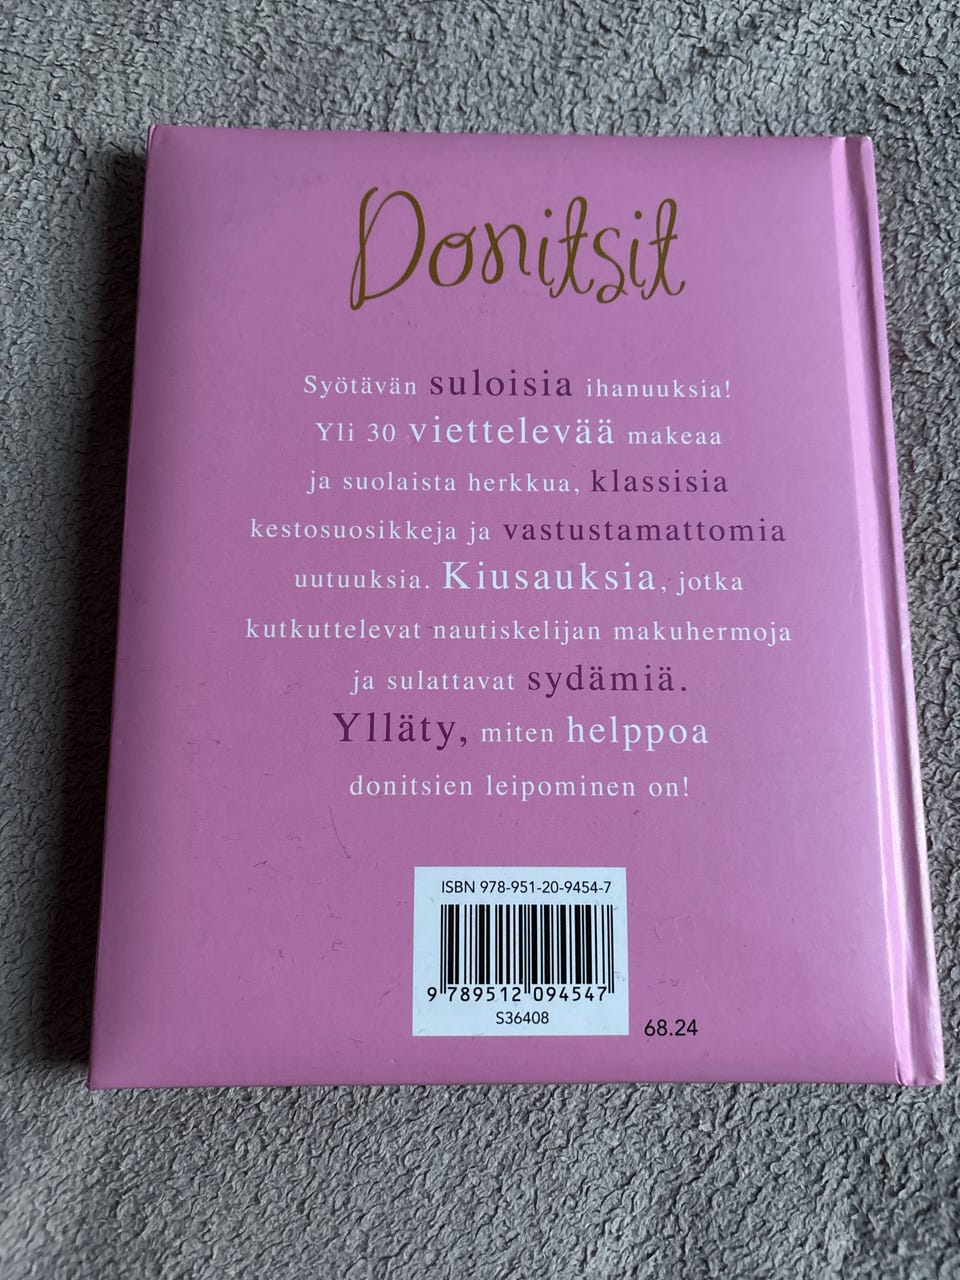 Donitsit
Syötävän suloisia ihanuuksia!
Yli 30 viettelevää makeaa
ja suolaista herkkua, klassisia
kestosuosikkeja ja vastustamattomia
uutuuksia. Kiusauksia, jotka
kutkuttelevat nautiskelijan makuhermoja
ja sulattavat sydämiä.
Ylläty, miten helppoa
donitsien leipominen on!
ISBN 978-951-20-9454-7
9 789512 094547
S36408
68.24